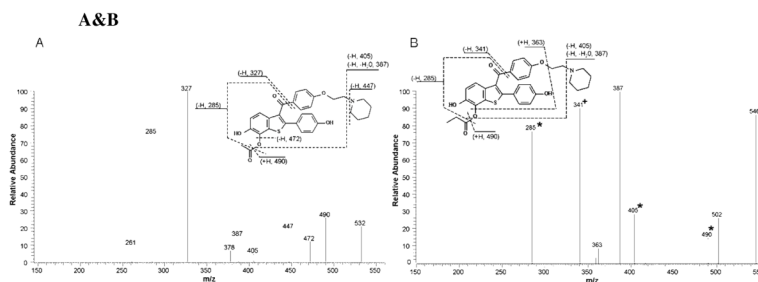 A&B
A
(-H, 405)
(-H, -H₂0, 387)
(-H, 327)
(-H, 447)
(-H, 285)
(-H, 472)
(+H, 490)
HO
S
OH
O
N
Relative Abundance
100
90
80
70
60
50
40
30
20
10
0
327
285
261
378
387
405
447
472
490
532
150
200
250
300
350
400
450
500
550
m/z
B
(+H, 363)
(-H, 405)
(-H, -H₂0, 387)
(-H, 341)
(-H, 285)
(+H, 490)
HO
S
OH
O
N
Relative Abundance
100
90
80
70
60
50
40
30
20
10
0
285*
341+
387
363
405*
490*
502
546
150
200
250
300
350
400
450
500
m/z